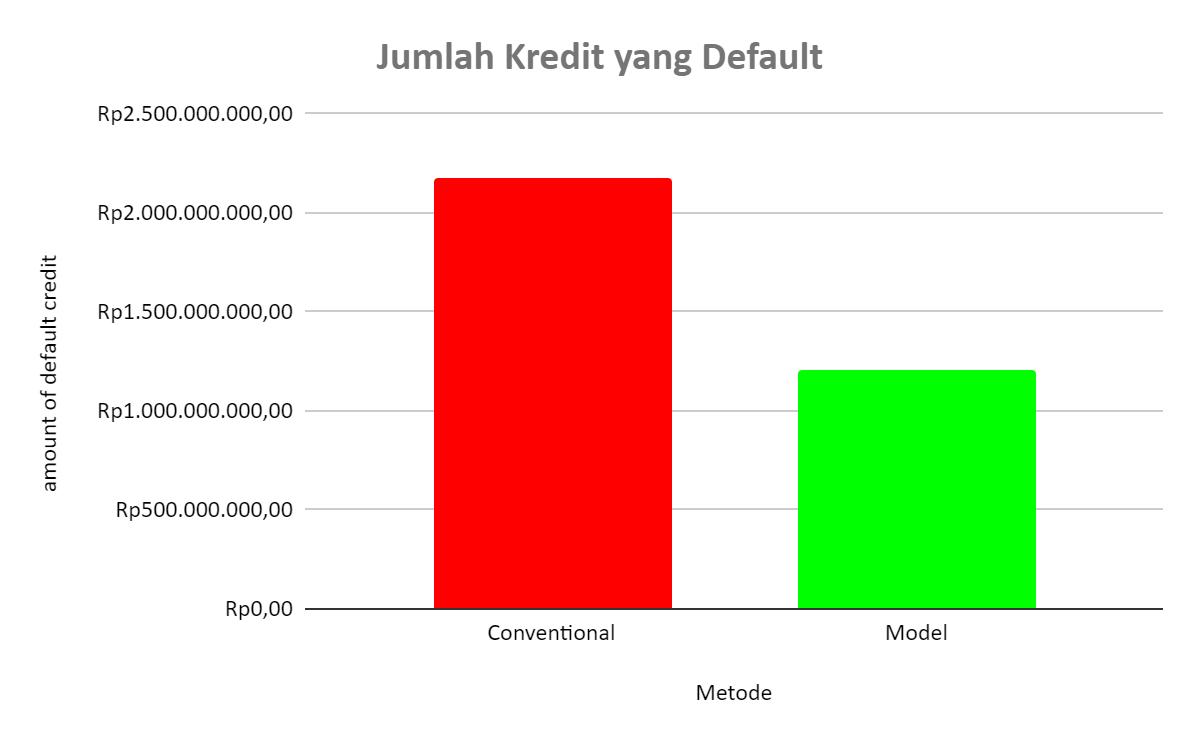 Jumlah Kredit yang Default
Rp2.500.000.000,00
Rp2.000.000.000,00
Rp1.500.000.000,00
Rp1.000.000.000,00
Rp500.000.000,00
Rp0,00
amount of default credit
Conventional
Model
Metode